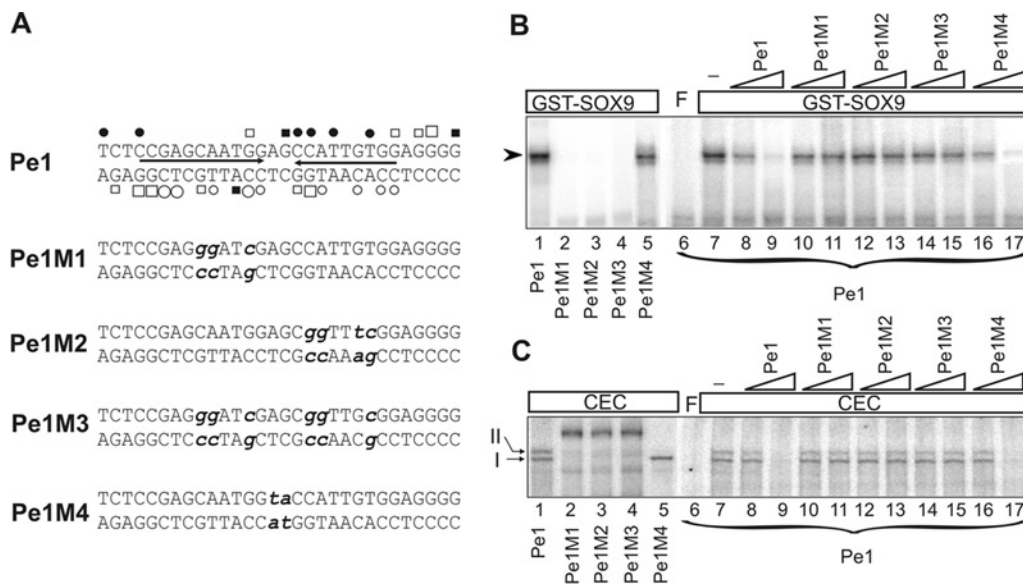 A
Pe1
TCTCCGAGCAATGGAGCCATTGTGGAGGGG
AGAGGCTCGTTACCTCGGTAACACCTCCCC
Pe1M1
TCTCCGAGggATcGAGCCATTGTGGAGGGG
AGAGGCTCccTAgCTCGGTAACACCTCCCC
Pe1M2
TCTCCGAGCAATGGAGCggTTtcGGAGGGG
AGAGGCTCGTTACCTCGccAAagCCTCCCC
Pe1M3
TCTCCGAGggATcGAGCggTTGcGGAGGGG
AGAGGCTCccTAgCTCGccAACgCCTCCCC
Pe1M4
TCTCCGAGCAATGGtaCCATTGTGGAGGGG
AGAGGCTCGTTACCatGGTAACACCTCCCC
B
– Pe1 Pe1M1 Pe1M2 Pe1M3 Pe1M4
GST-SOX9 F GST-SOX9
1 2 3 4 5 6 7 8 9 10 11 12 13 14 15 16 17
Pe1 Pe1M1 Pe1M2 Pe1M3 Pe1M4
Pe1
C
– Pe1 Pe1M1 Pe1M2 Pe1M3 Pe1M4
CEC F CEC
II
I
1 2 3 4 5 6 7 8 9 10 11 12 13 14 15 16 17
Pe1 Pe1M1 Pe1M2 Pe1M3 Pe1M4
Pe1